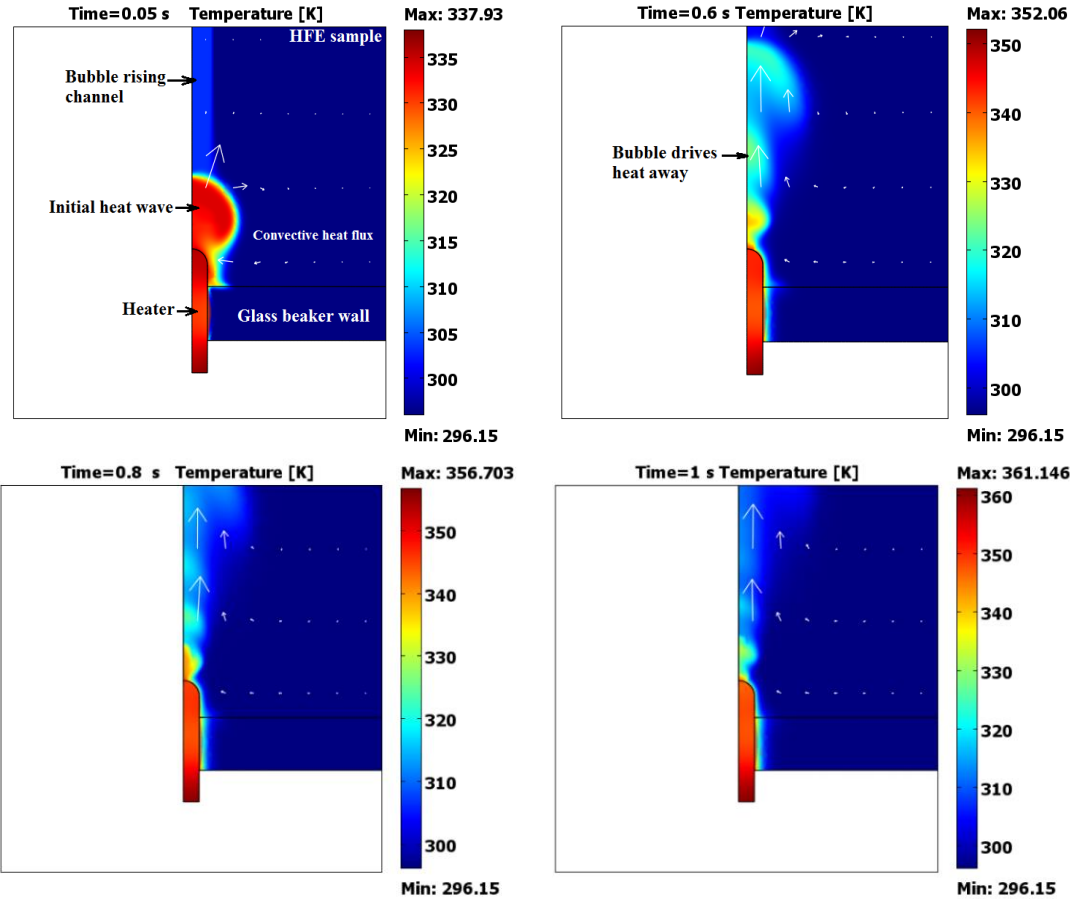 Time=0.05 s Temperature [K]
Max: 337.93
HFE sample
Bubble rising
channel
Initial heat wave
Convective heat flux
Heater
Glass beaker wall
335
330
325
320
315
310
305
300
Min: 296.15
Time=0.6 s Temperature [K]
Max: 352.06
Bubble drives
heat away
350
340
330
320
310
300
Min: 296.15
Time=0.8 s Temperature [K]
Max: 356.703
350
340
330
320
310
300
Min: 296.15
Time=1 s Temperature [K]
Max: 361.146
360
350
340
330
320
310
300
Min: 296.15